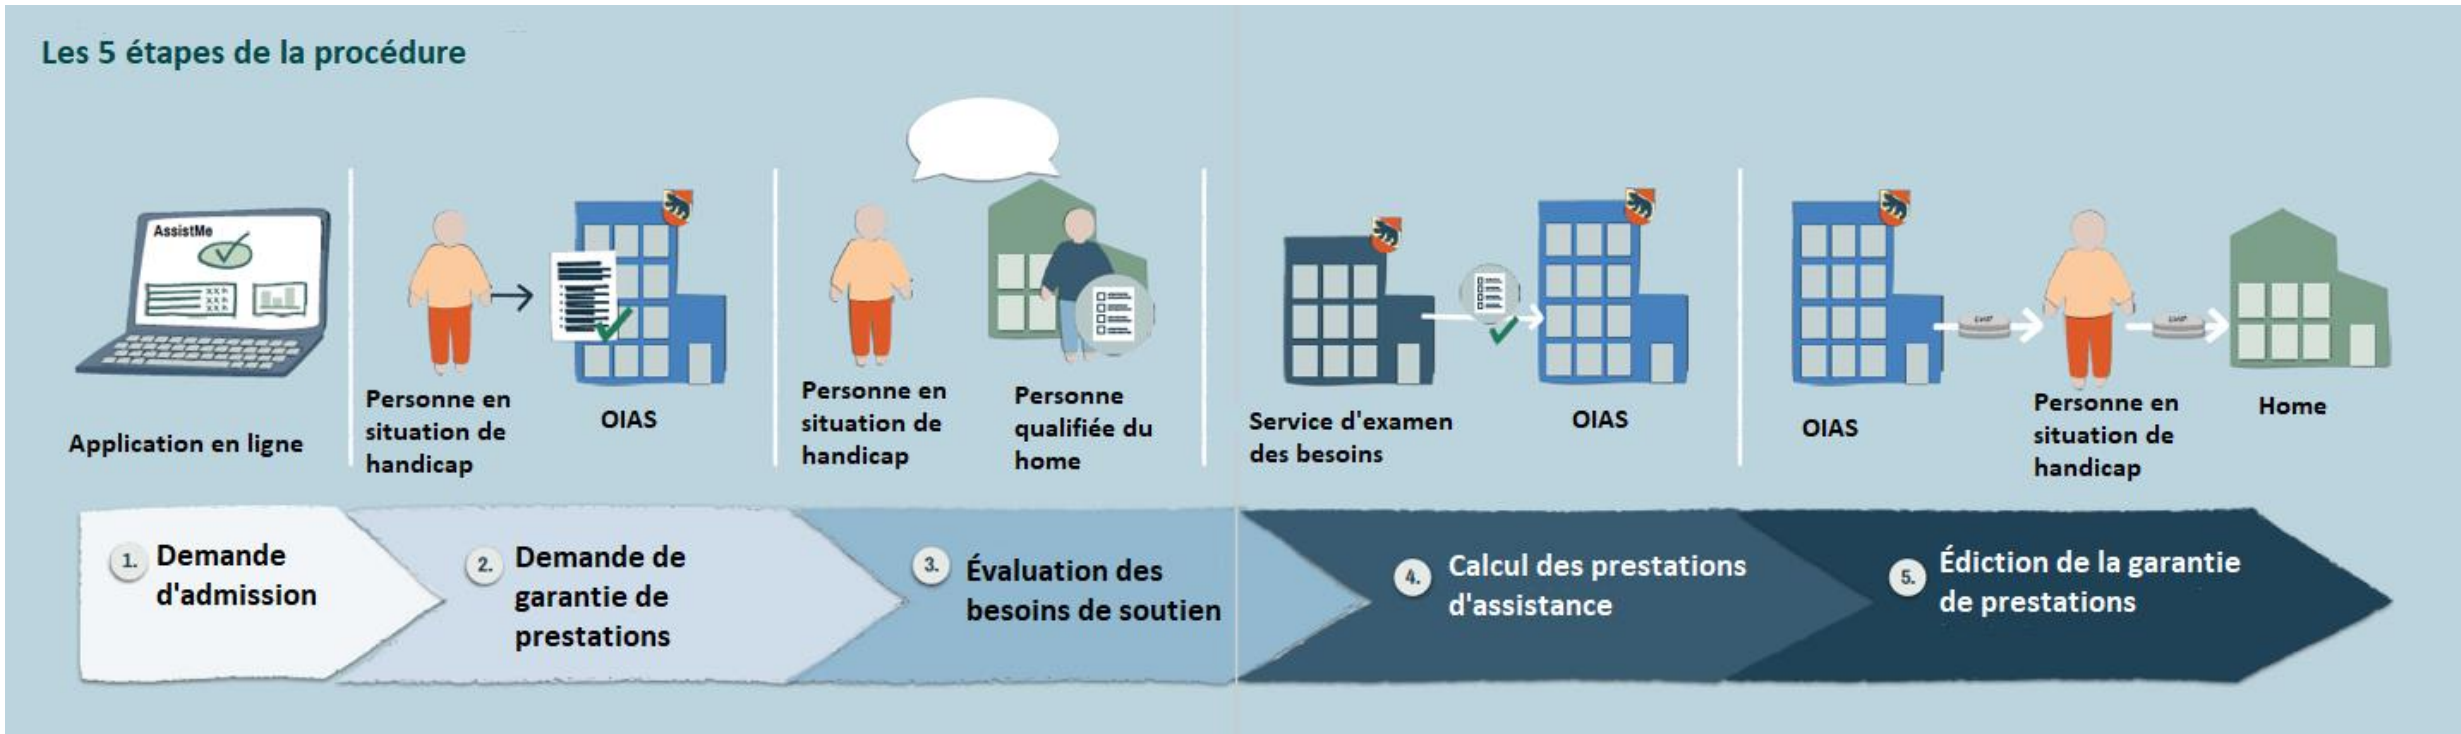 Les 5 étapes de la procédure
AssistMe
Application en ligne
Personne en
situation de
handicap
OIAS
Personne en
situation de
handicap
Personne
qualifiée du
home
Service d'examen
des besoins
OIAS
OIAS
Personne en
situation de
handicap
Home
1. Demande
d'admission
2. Demande de
garantie de
prestations
3. Évaluation des
besoins de soutien
4. Calcul des prestations
d'assistance
5. Édiction de la garantie
de prestations